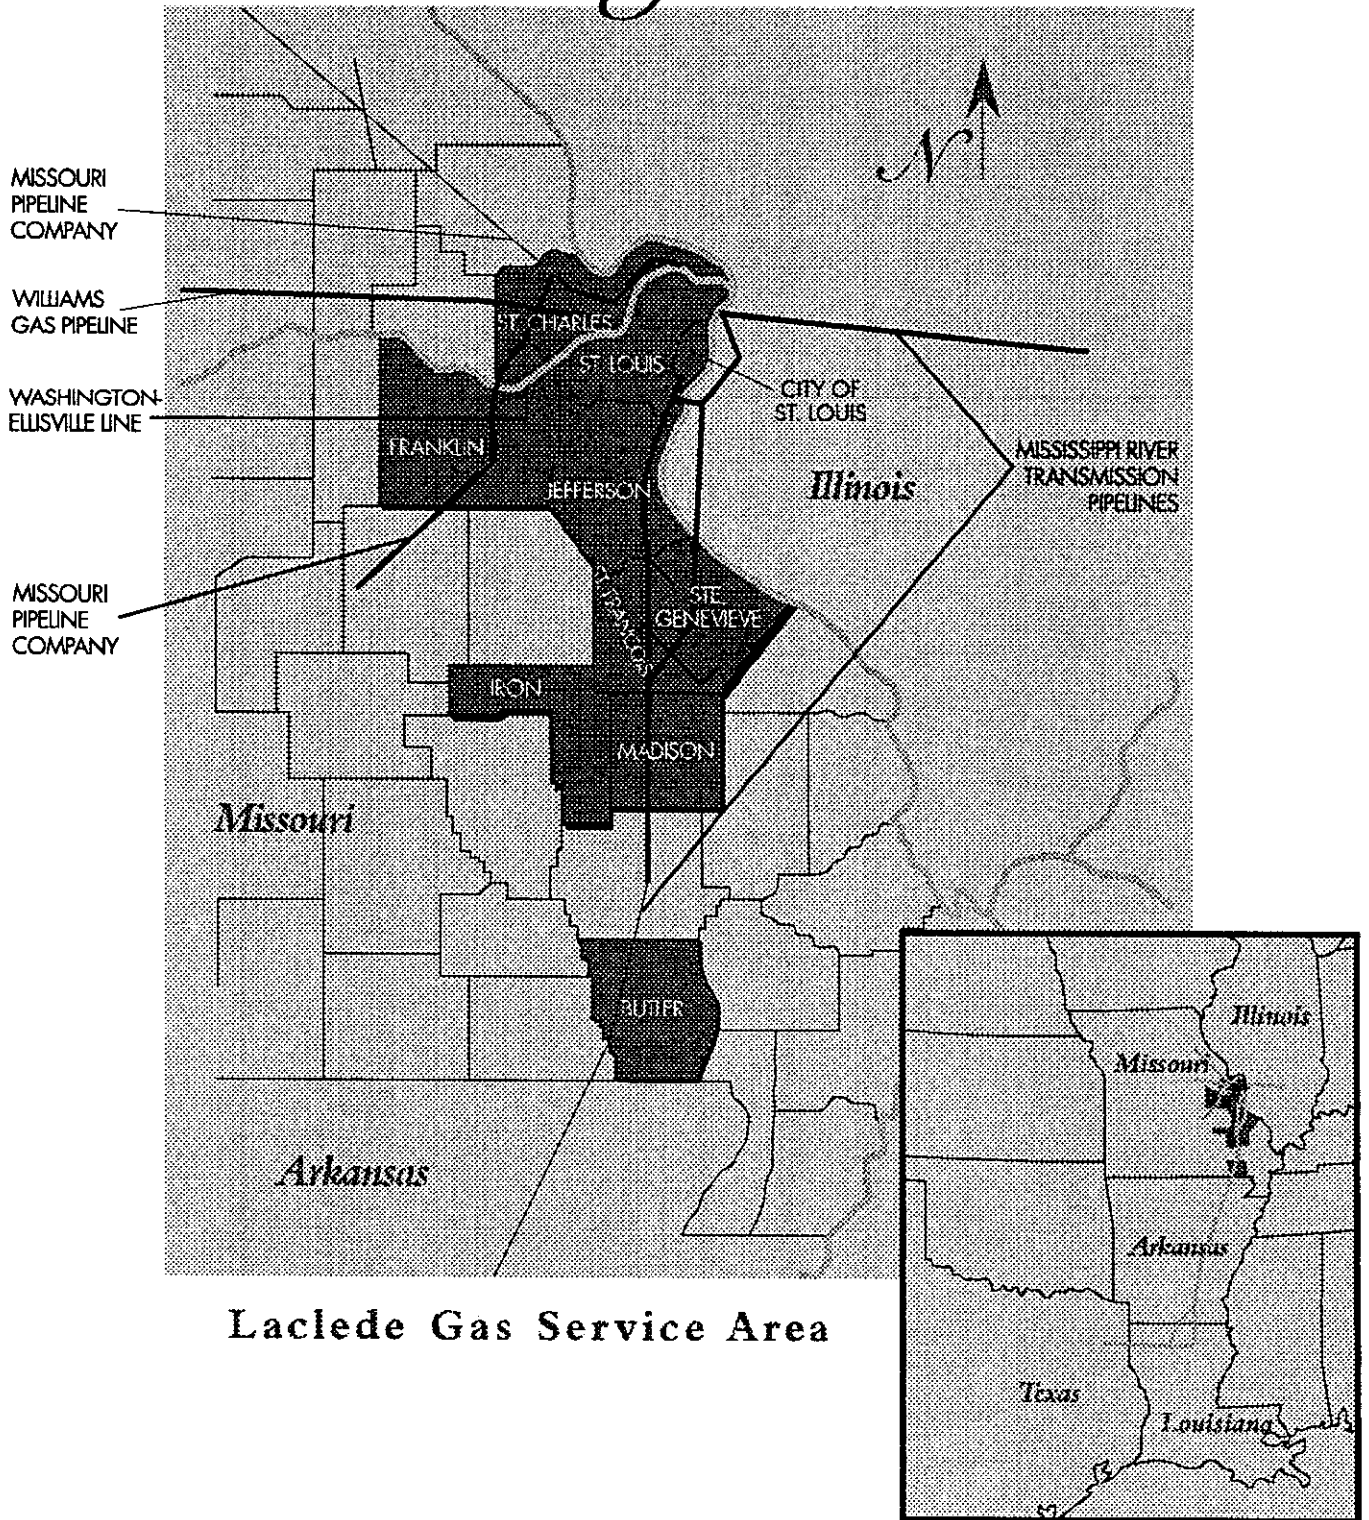 N
MISSOURI
PIPELINE
COMPANY
WILLIAMS
GAS PIPELINE
ST. CHARLES
ST. LOUIS
CITY OF
ST. LOUIS
WASHINGTON-
ELLISVILLE LINE
FRANKLIN
JEFFERSON
Illinois
MISSISSIPPI RIVER
TRANSMISSION
PIPELINES
MISSOURI
PIPELINE
COMPANY
ST. FRANCOIS
STE.
GENEVIEVE
IRON
MADISON
Missouri
BUTLER
Arkansas
Laclede Gas Service Area
Illinois
Missouri
Arkansas
Texas
Louisiana